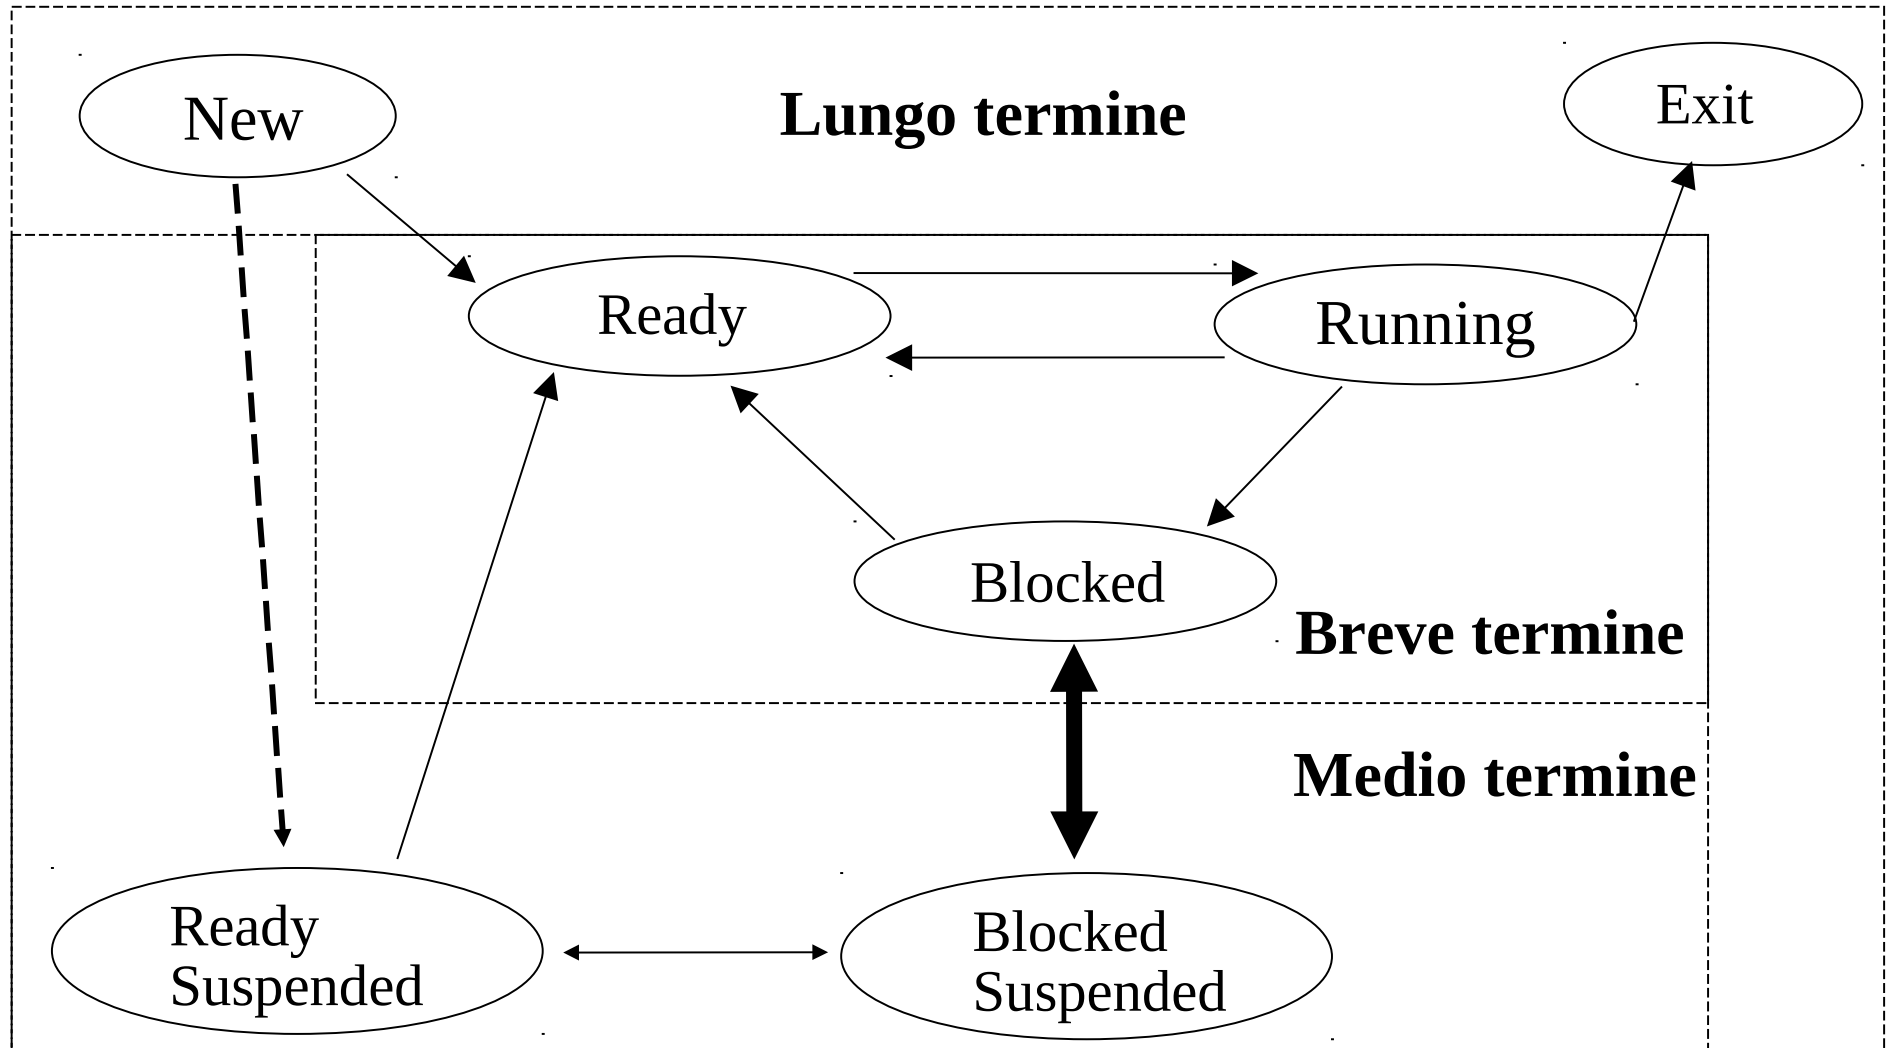 New
Lungo termine
Exit
Ready
Running
Blocked
Breve termine
Medio termine
Ready
Suspended
Blocked
Suspended